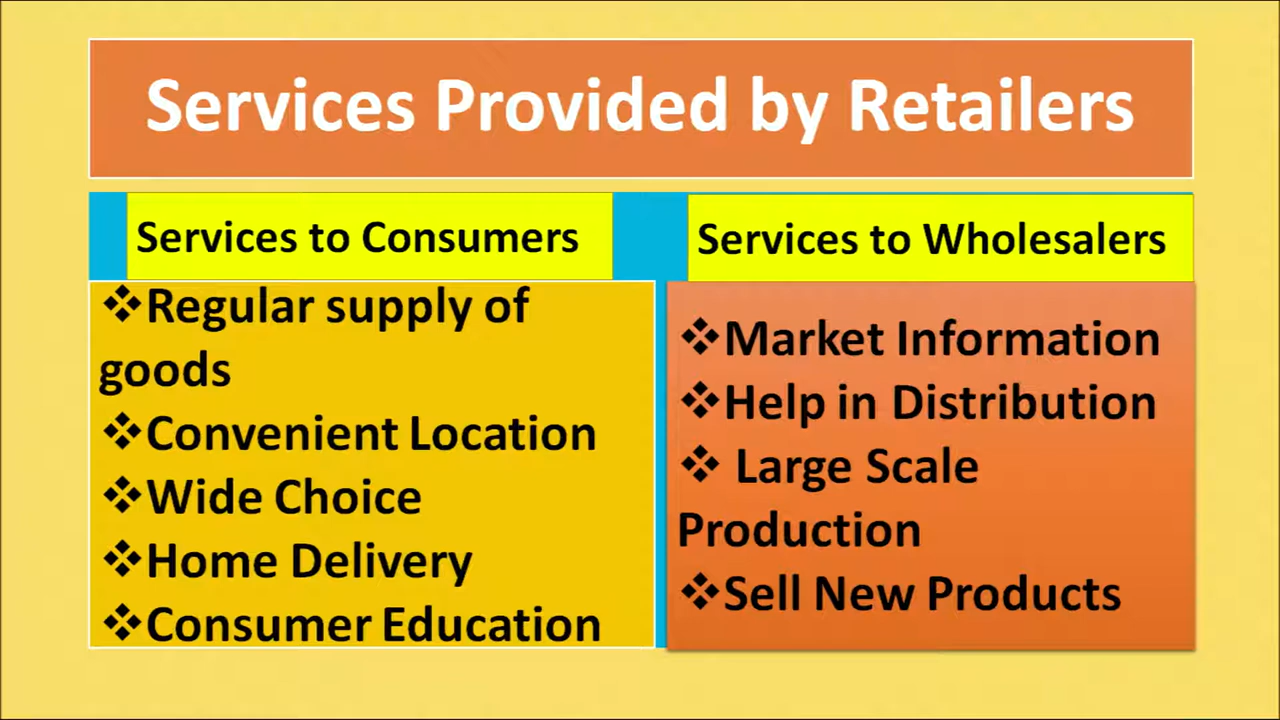 Services Provided by Retailers
Services to Consumers
❖Regular supply of
goods
❖Convenient Location
❖Wide Choice
❖Home Delivery
❖Consumer Education
Services to Wholesalers
❖Market Information
❖Help in Distribution
❖ Large Scale
Production
❖Sell New Products